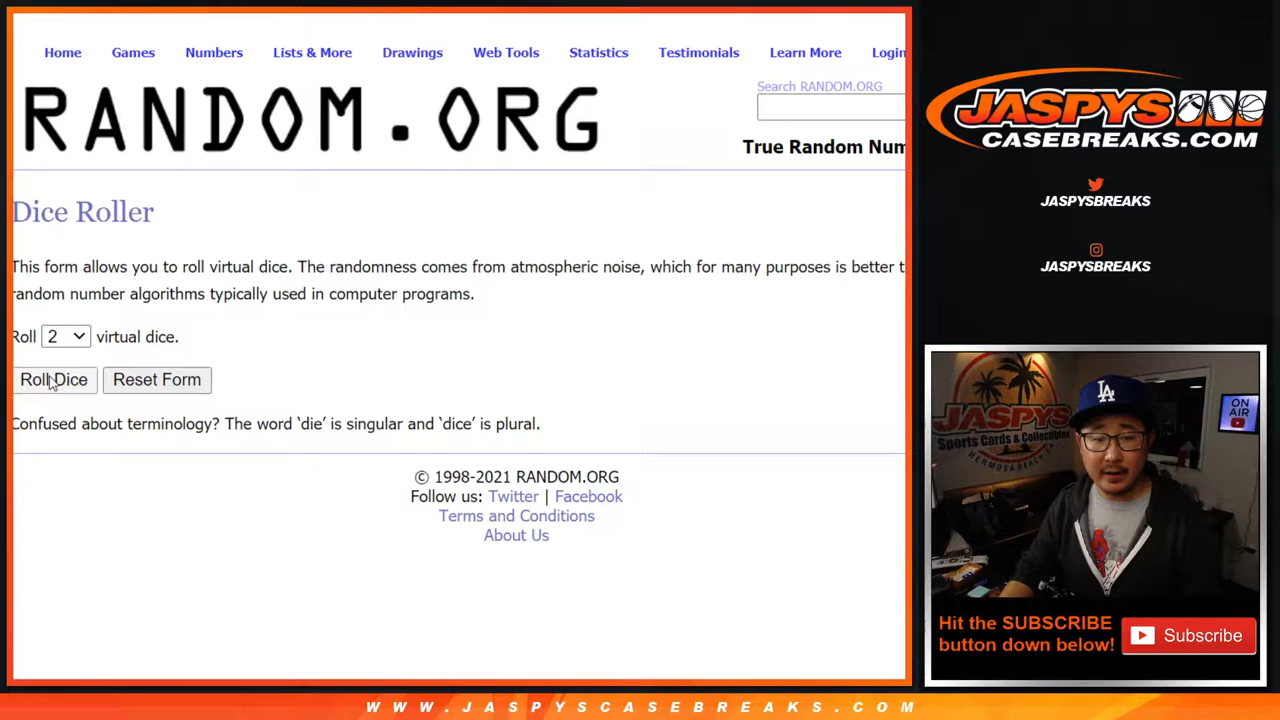 Home Games Numbers Lists & More Drawings Web Tools Statistics Testimonials Learn More Login
RANDOM.ORG
Search RANDOM.ORG
True Random Num
Dice Roller
This form allows you to roll virtual dice. The randomness comes from atmospheric noise, which for many purposes is better t
random number algorithms typically used in computer programs.
Roll 2 virtual dice.
Roll Dice Reset Form
Confused about terminology? The word ‘die’ is singular and ‘dice’ is plural.
© 1998-2021 RANDOM.ORG
Follow us: Twitter | Facebook
Terms and Conditions
About Us
JASPYS
CASEBREAKS.COM
JASPYSBREAKS
JASPYSBREAKS
JASPYS
Sports Cards & Collectibles
HERMOSA BEACH
LA
ON
AIR
Hit the SUBSCRIBE
button down below!
Subscribe
WWW.JASPYSCASEBREAKS.COM